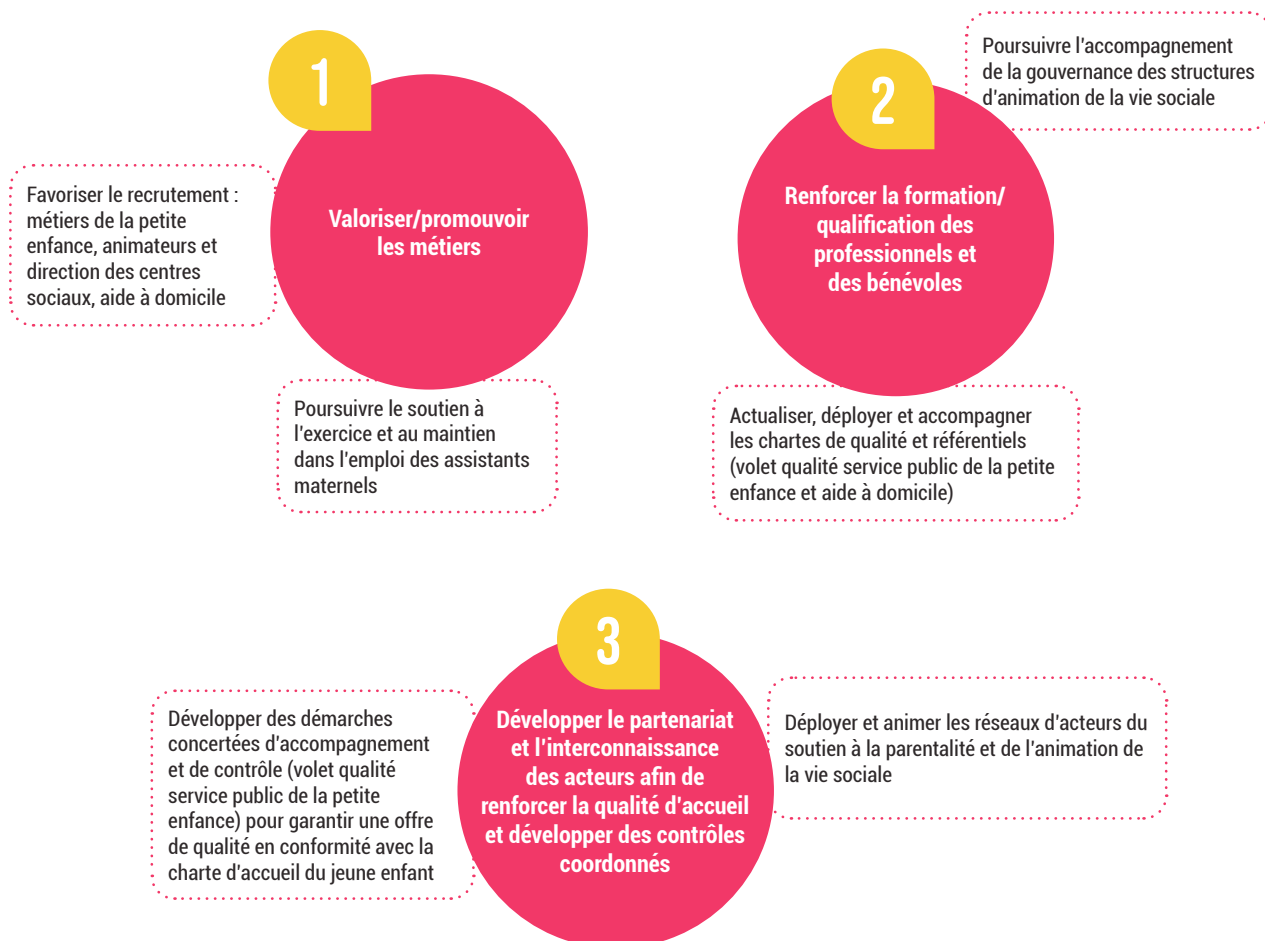 1
Valoriser/promouvoir
les métiers
Favoriser le recrutement :
métiers de la petite
enfance, animateurs et
direction des centres
sociaux, aide à domicile
Poursuivre le soutien à
l'exercice et au maintien
dans l'emploi des assistants
maternels
2
Renforcer la formation/
qualification des
professionnels et
des bénévoles
Poursuivre l'accompagnement
de la gouvernance des structures
d'animation de la vie sociale
Actualiser, déployer et accompagner
les chartes de qualité et référentiels
(volet qualité service public de la petite
enfance et aide à domicile)
3
Développer le partenariat
et l'interconnaissance
des acteurs afin de
renforcer la qualité d'accueil
et développer des contrôles
coordonnés
Développer des démarches
concertées d'accompagnement
et de contrôle (volet qualité
service public de la petite
enfance) pour garantir une offre
de qualité en conformité avec la
charte d'accueil du jeune enfant
Déployer et animer les réseaux d'acteurs du
soutien à la parentalité et de l'animation de
la vie sociale